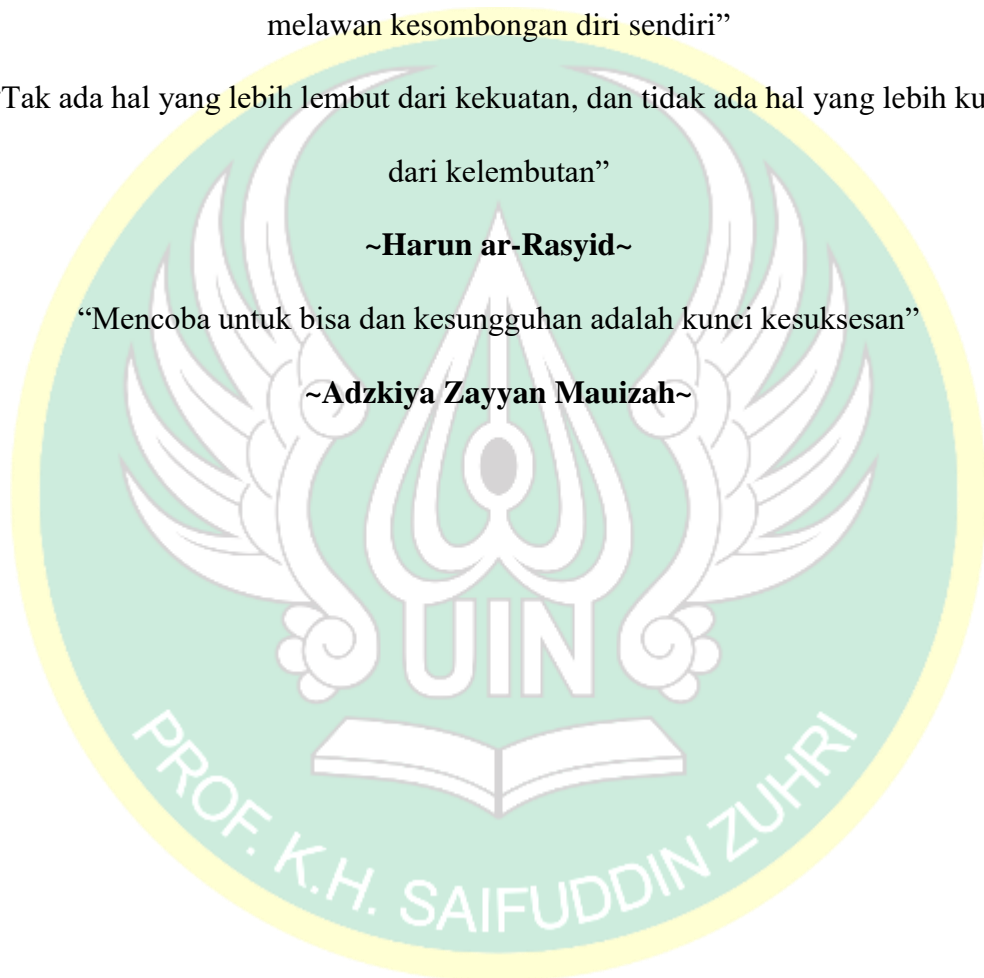 melawan kesombongan diri sendiri”
Tak ada hal yang lebih lembut dari kekuatan, dan tidak ada hal yang lebih
dari kelembutan”
~Harun ar-Rasyid~
“Mencoba untuk bisa dan kesungguhan adalah kunci kesuksesan”
~Adzkiya Zayyan Mauizah~
UIN
PROF. K.H. SAIFUDDIN ZUHRI